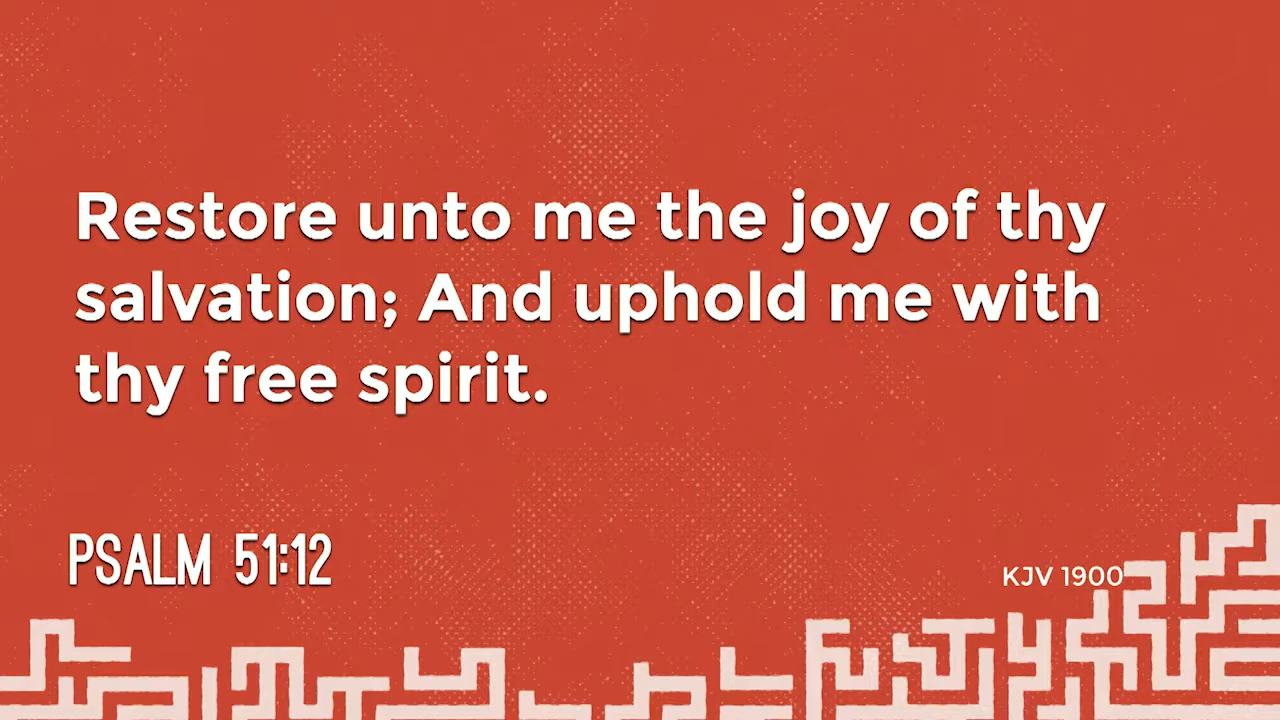 Restore unto me the joy of thy
salvation; And uphold me with
thy free spirit.
PSALM 51:12
KJV 1900